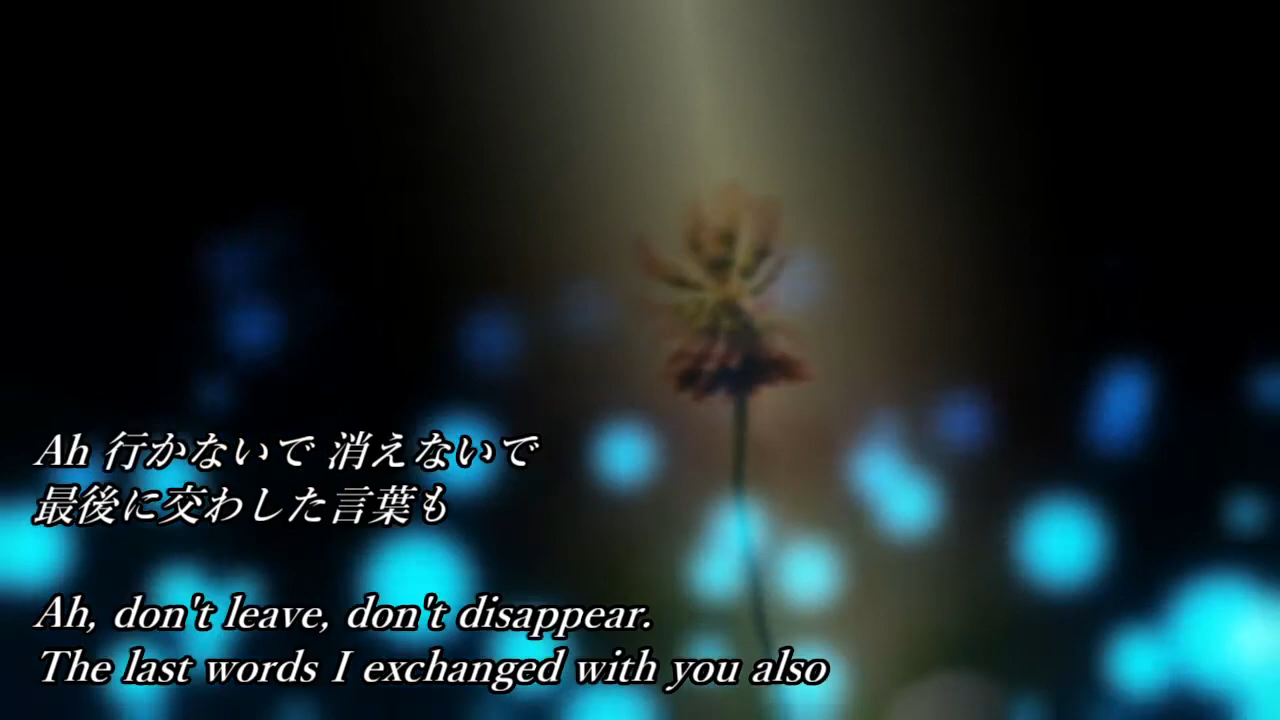 Ah 行かないで 消えないで
最後に交わした言葉も
Ah, don't leave, don't disappear.
The last words I exchanged with you also